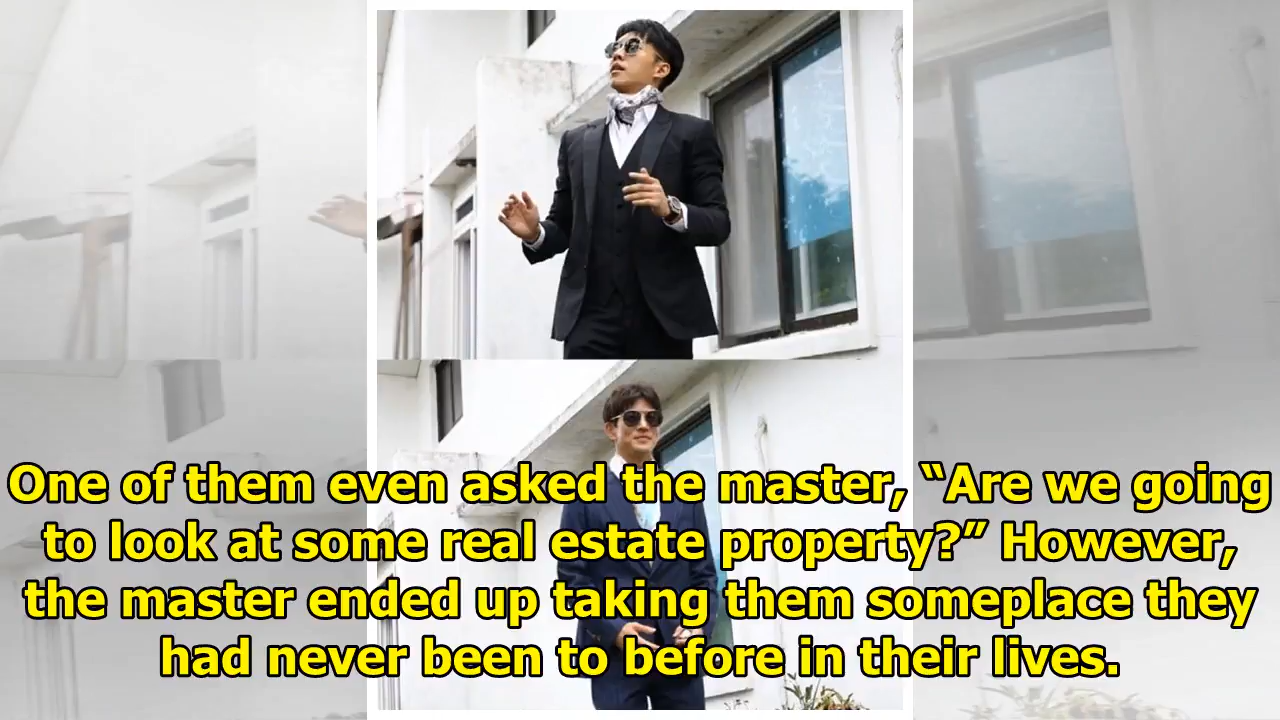 One of them even asked the master, “Are we going
to look at some real estate property?” However,
the master ended up taking them someplace they
had never been to before in their lives.